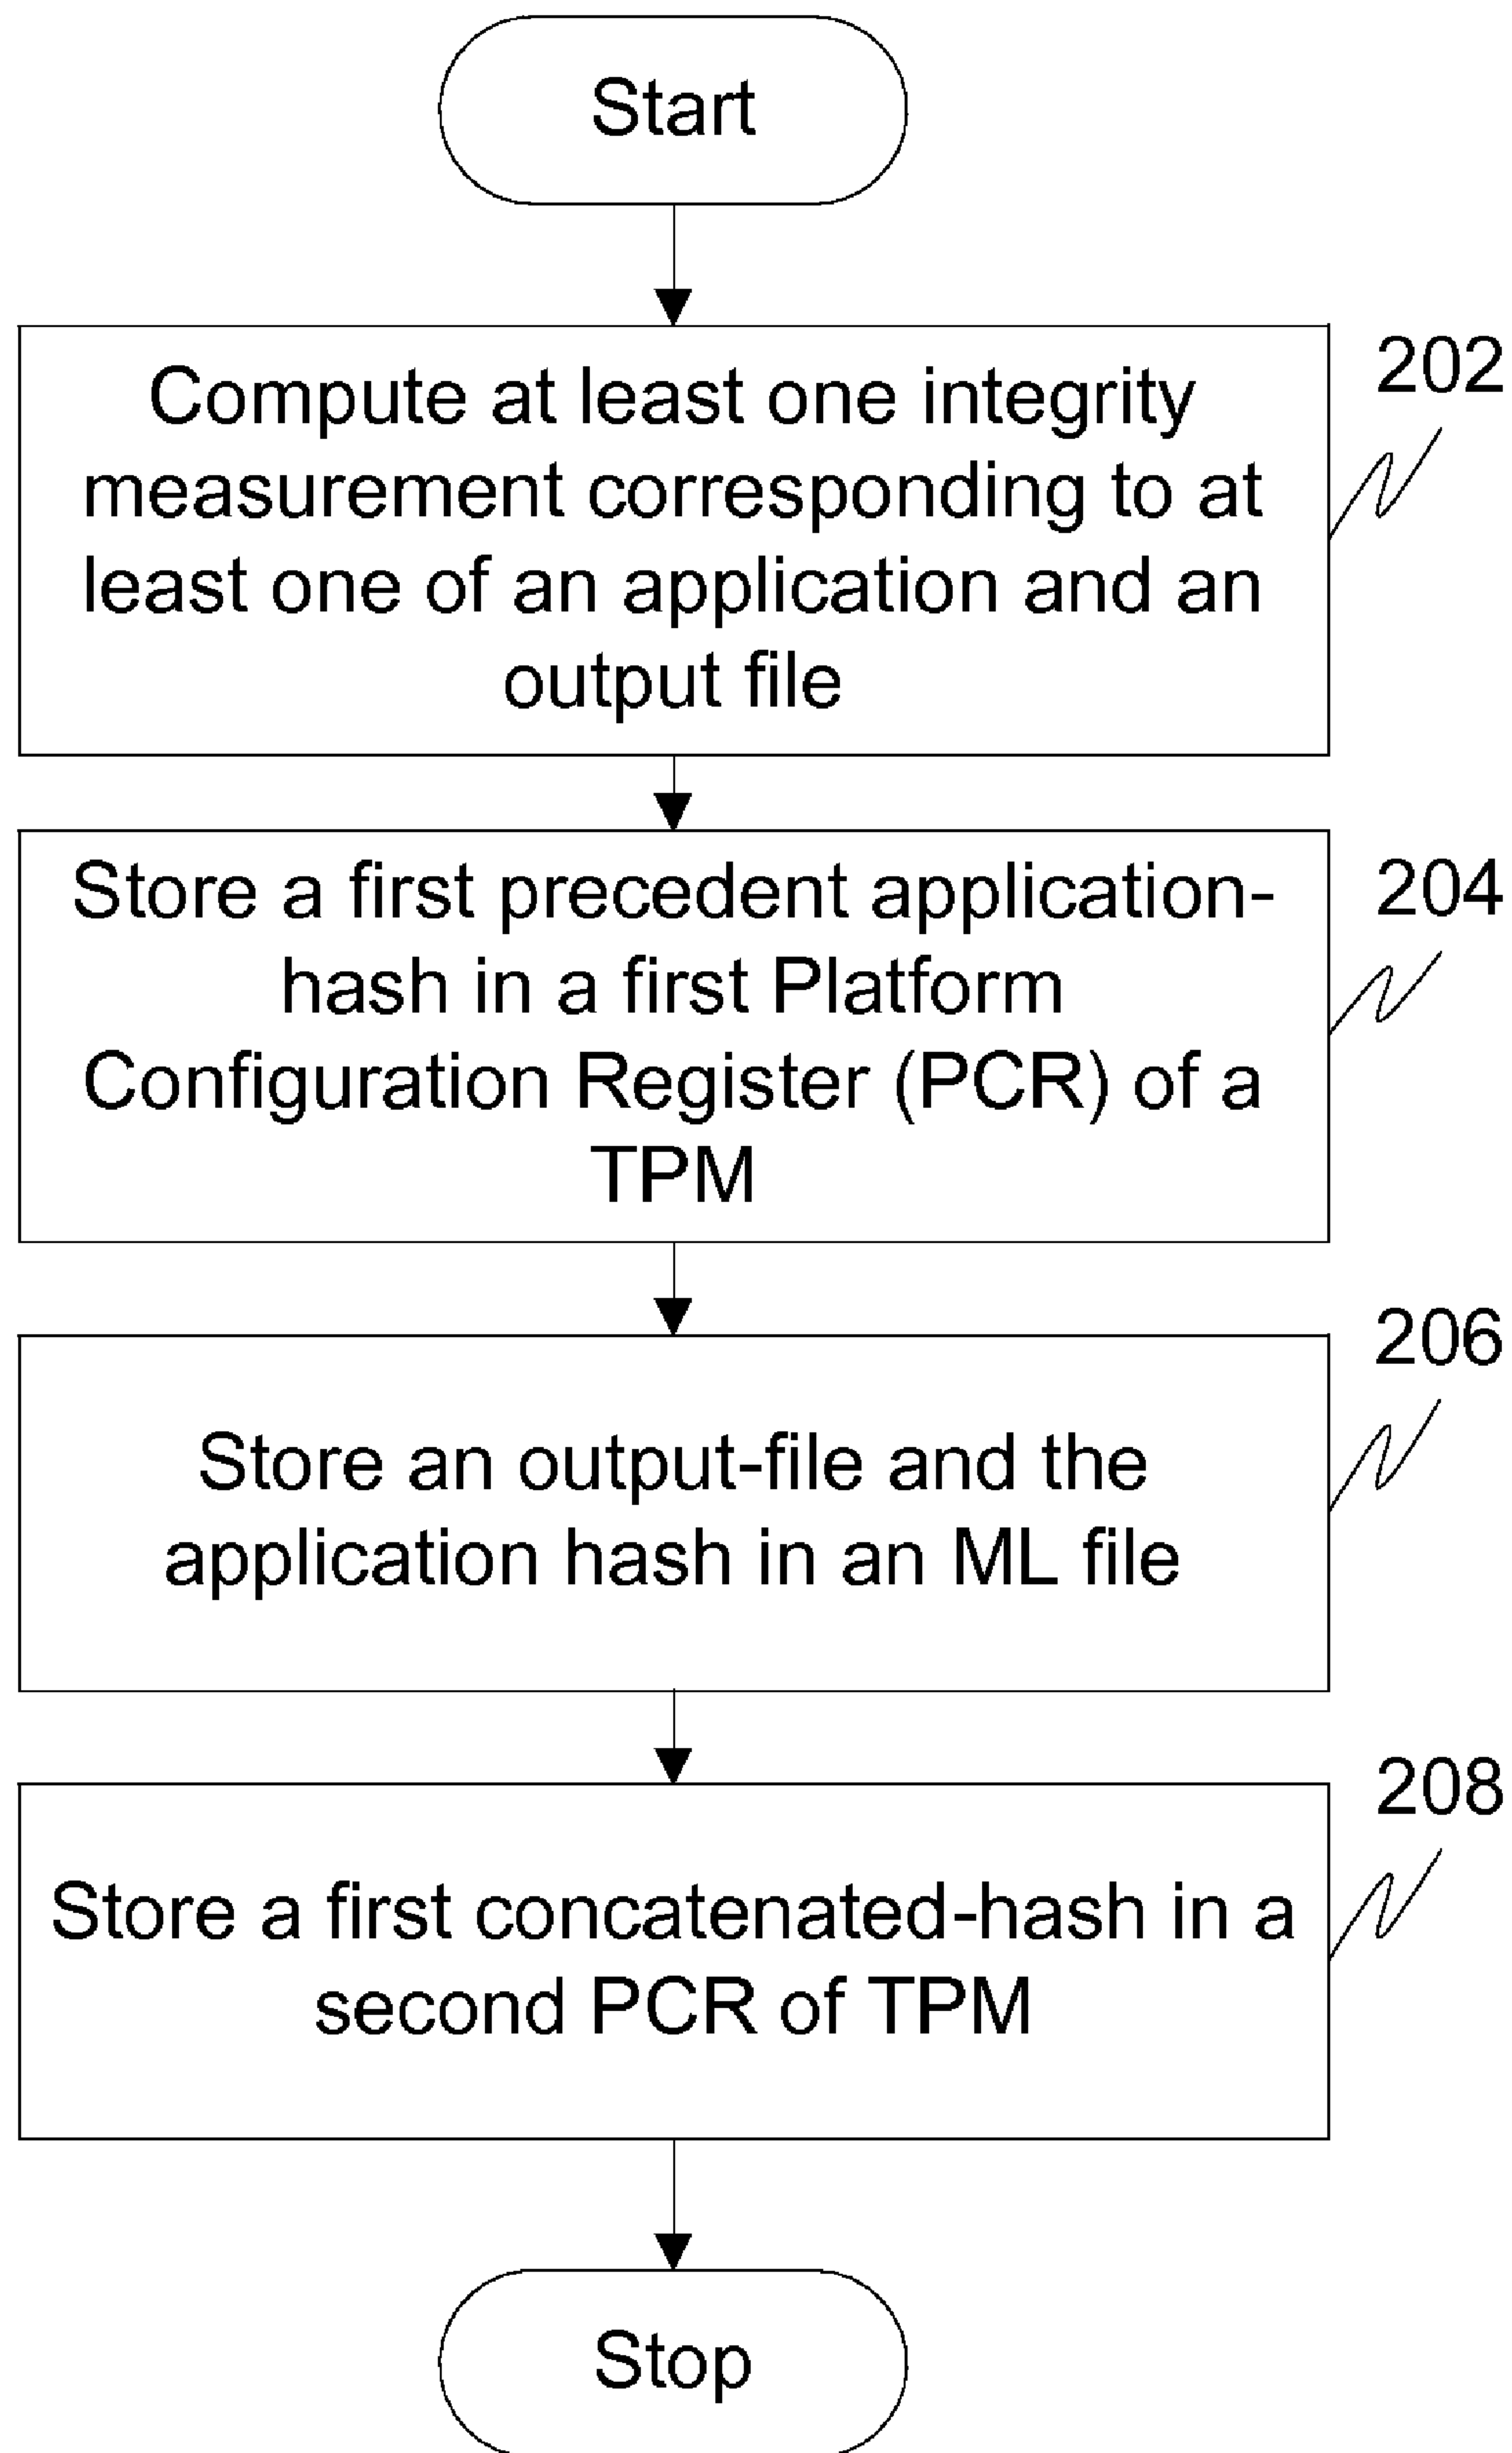 Start
202
Compute at least one integrity
measurement corresponding to at
least one of an application and an
output file
204
Store a first precedent application-
hash in a first Platform
Configuration Register (PCR) of a
TPM
206
Store an output-file and the
application hash in an ML file
208
Store a first concatenated-hash in a
second PCR of TPM
Stop